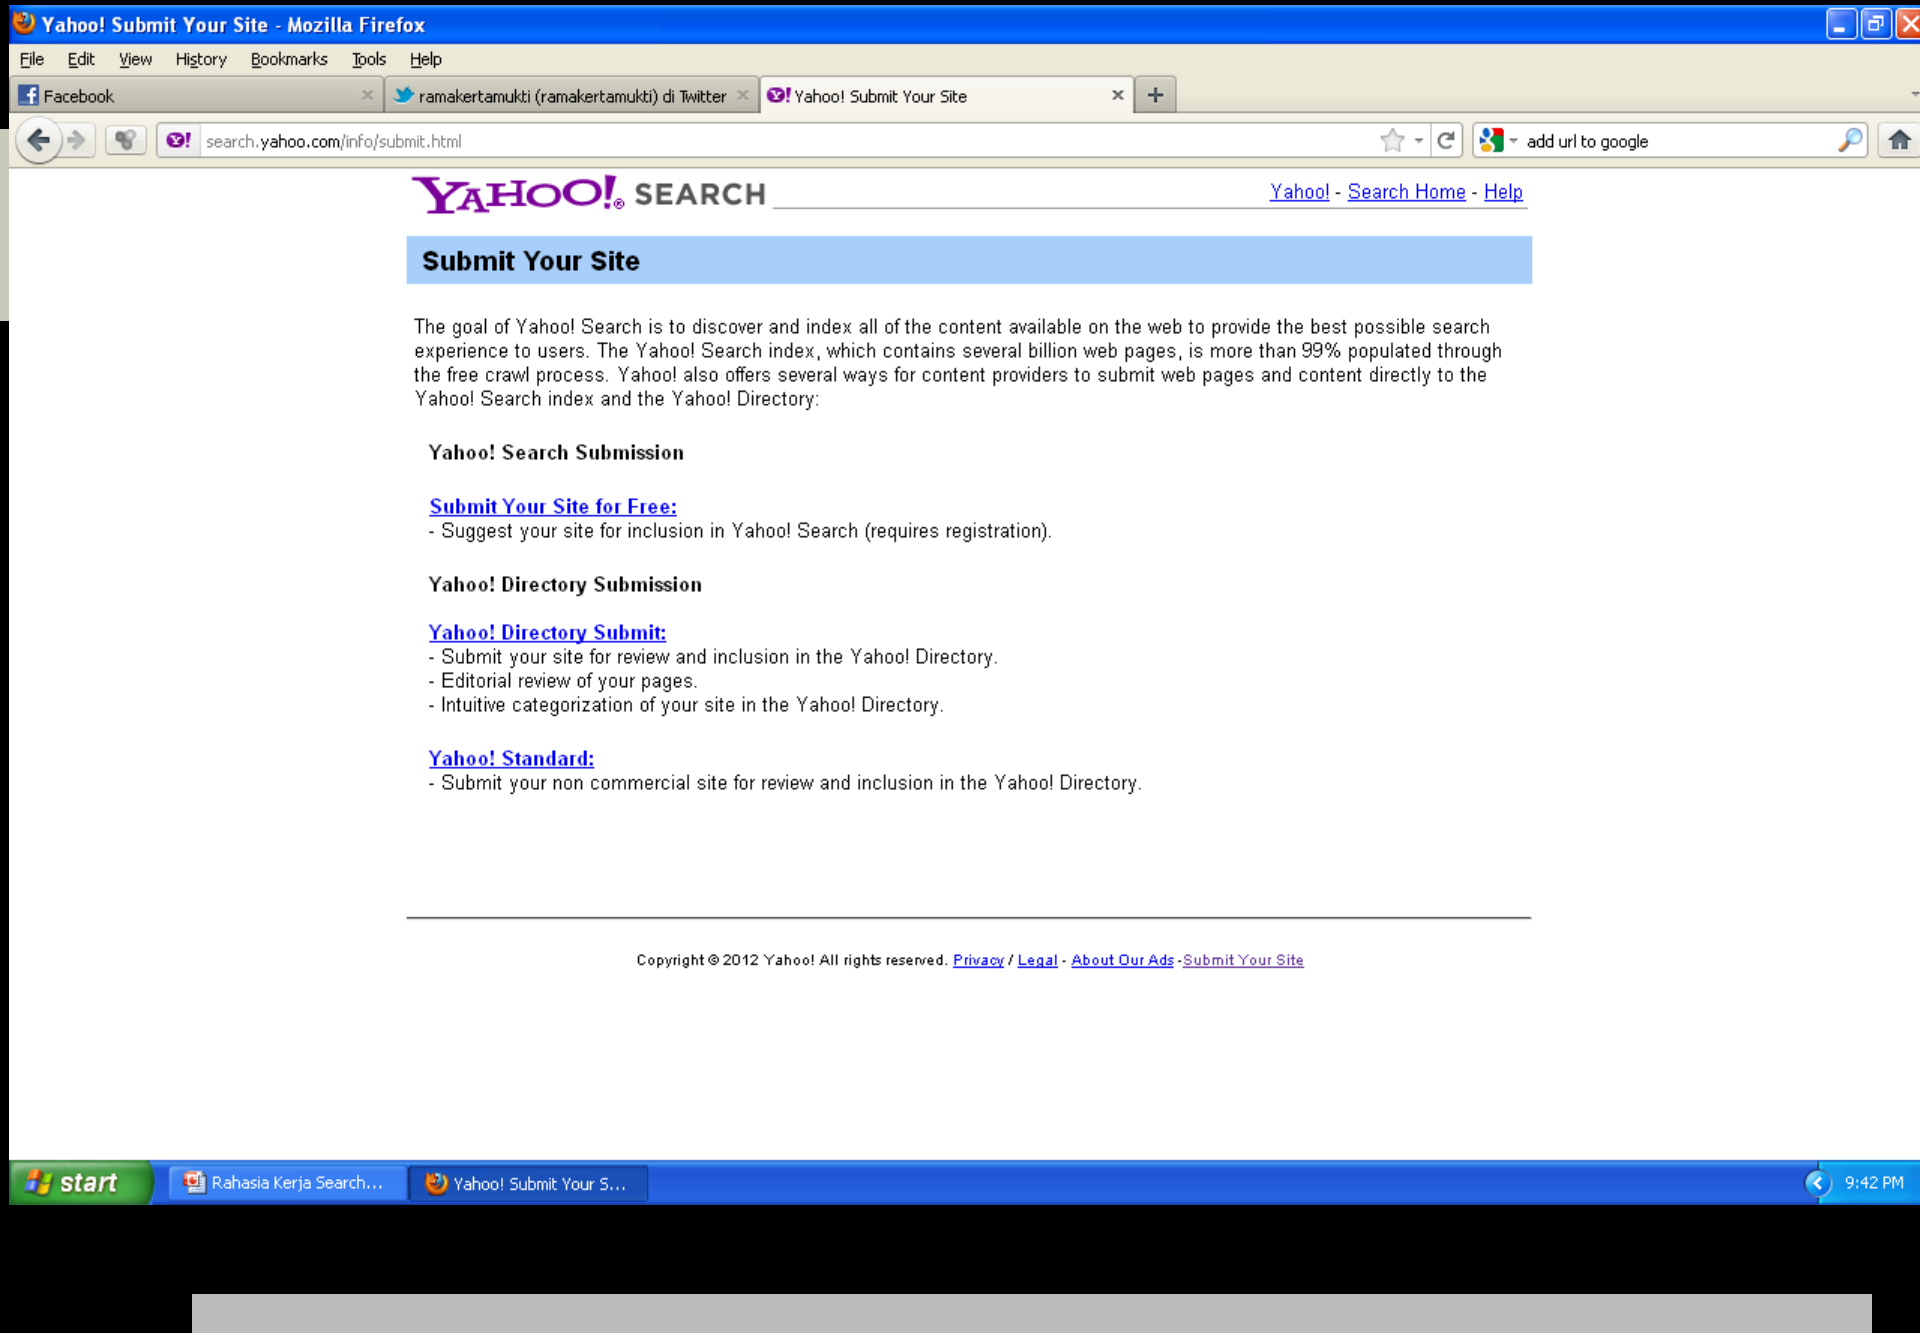 Yahoo! Submit Your Site - Mozilla Firefox
File Edit View History Bookmarks Tools Help
Facebook
ramakertamukti (ramakertamukti) di Twitter
Yahoo! Submit Your Site
search.yahoo.com/info/submit.html
add url to google
YAHOO!® SEARCH
Yahoo! - Search Home - Help
Submit Your Site
The goal of Yahoo! Search is to discover and index all of the content available on the web to provide the best possible search
experience to users. The Yahoo! Search index, which contains several billion web pages, is more than 99% populated through
the free crawl process. Yahoo! also offers several ways for content providers to submit web pages and content directly to the
Yahoo! Search index and the Yahoo! Directory:
Yahoo! Search Submission
Submit Your Site for Free:
- Suggest your site for inclusion in Yahoo! Search (requires registration).
Yahoo! Directory Submission
Yahoo! Directory Submit:
- Submit your site for review and inclusion in the Yahoo! Directory.
- Editorial review of your pages.
- Intuitive categorization of your site in the Yahoo! Directory.
Yahoo! Standard:
- Submit your non commercial site for review and inclusion in the Yahoo! Directory.
Copyright © 2012 Yahoo! All rights reserved. Privacy / Legal - About Our Ads -Submit Your Site
start
Rahasia Kerja Search...
Yahoo! Submit Your S...
9:42 PM